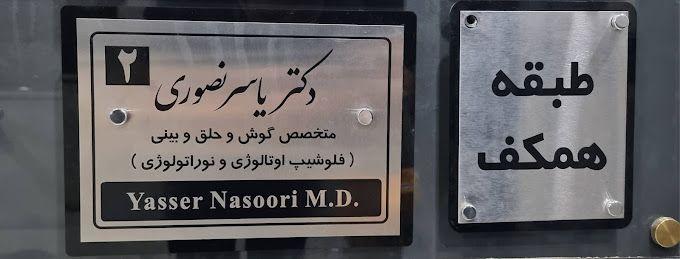 ۲
دکتر یاسر نصوری
متخصص گوش و حلق و بینی
( فلوشیپ اوتالوژی و نوراتولوژی )
Yasser Nasoori M.D.
طبقه
همکف